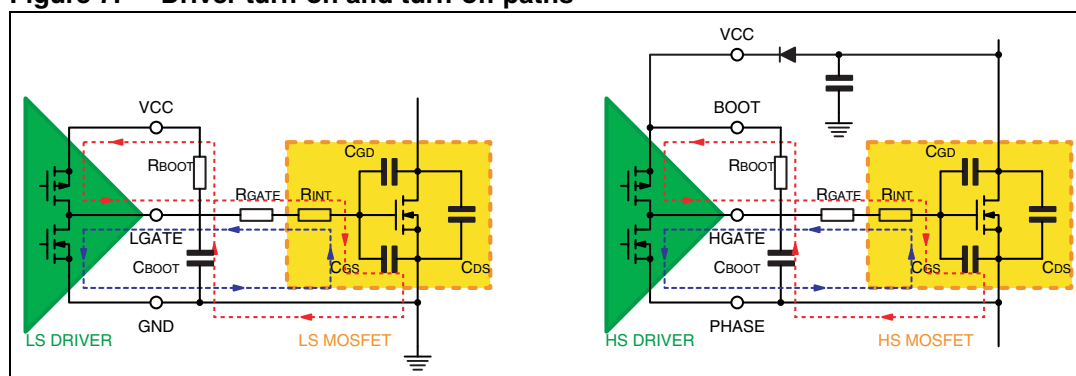 Figure 7. Driver turn-on and turn-off paths
VCC
RBOOT
CGD
RGATE
RINT
LGATE
CBOOT
CGS
CDS
GND
LS DRIVER
LS MOSFET
VCC
BOOT
RBOOT
CGD
RGATE
RINT
HGATE
CBOOT
CGS
CDS
PHASE
HS DRIVER
HS MOSFET